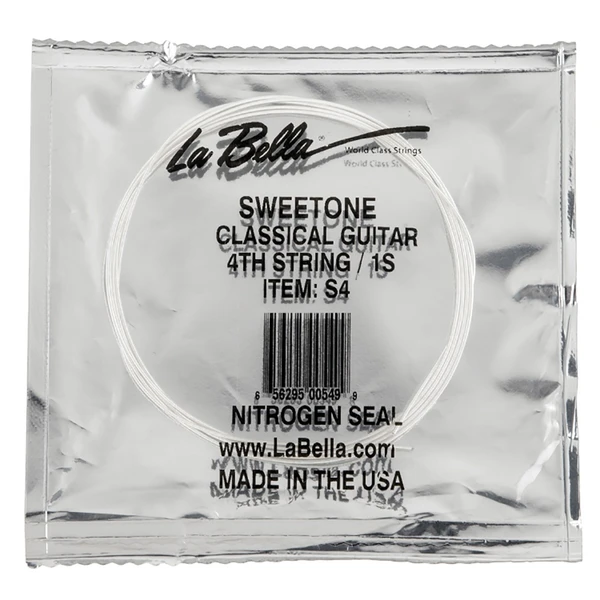 La Bella®
World Class Strings
SWEETONE
CLASSICAL GUITAR
4TH STRING / 1S
ITEM: S4
6 56295 00549 9
NITROGEN SEAL
www.LaBella.com
MADE IN THE USA